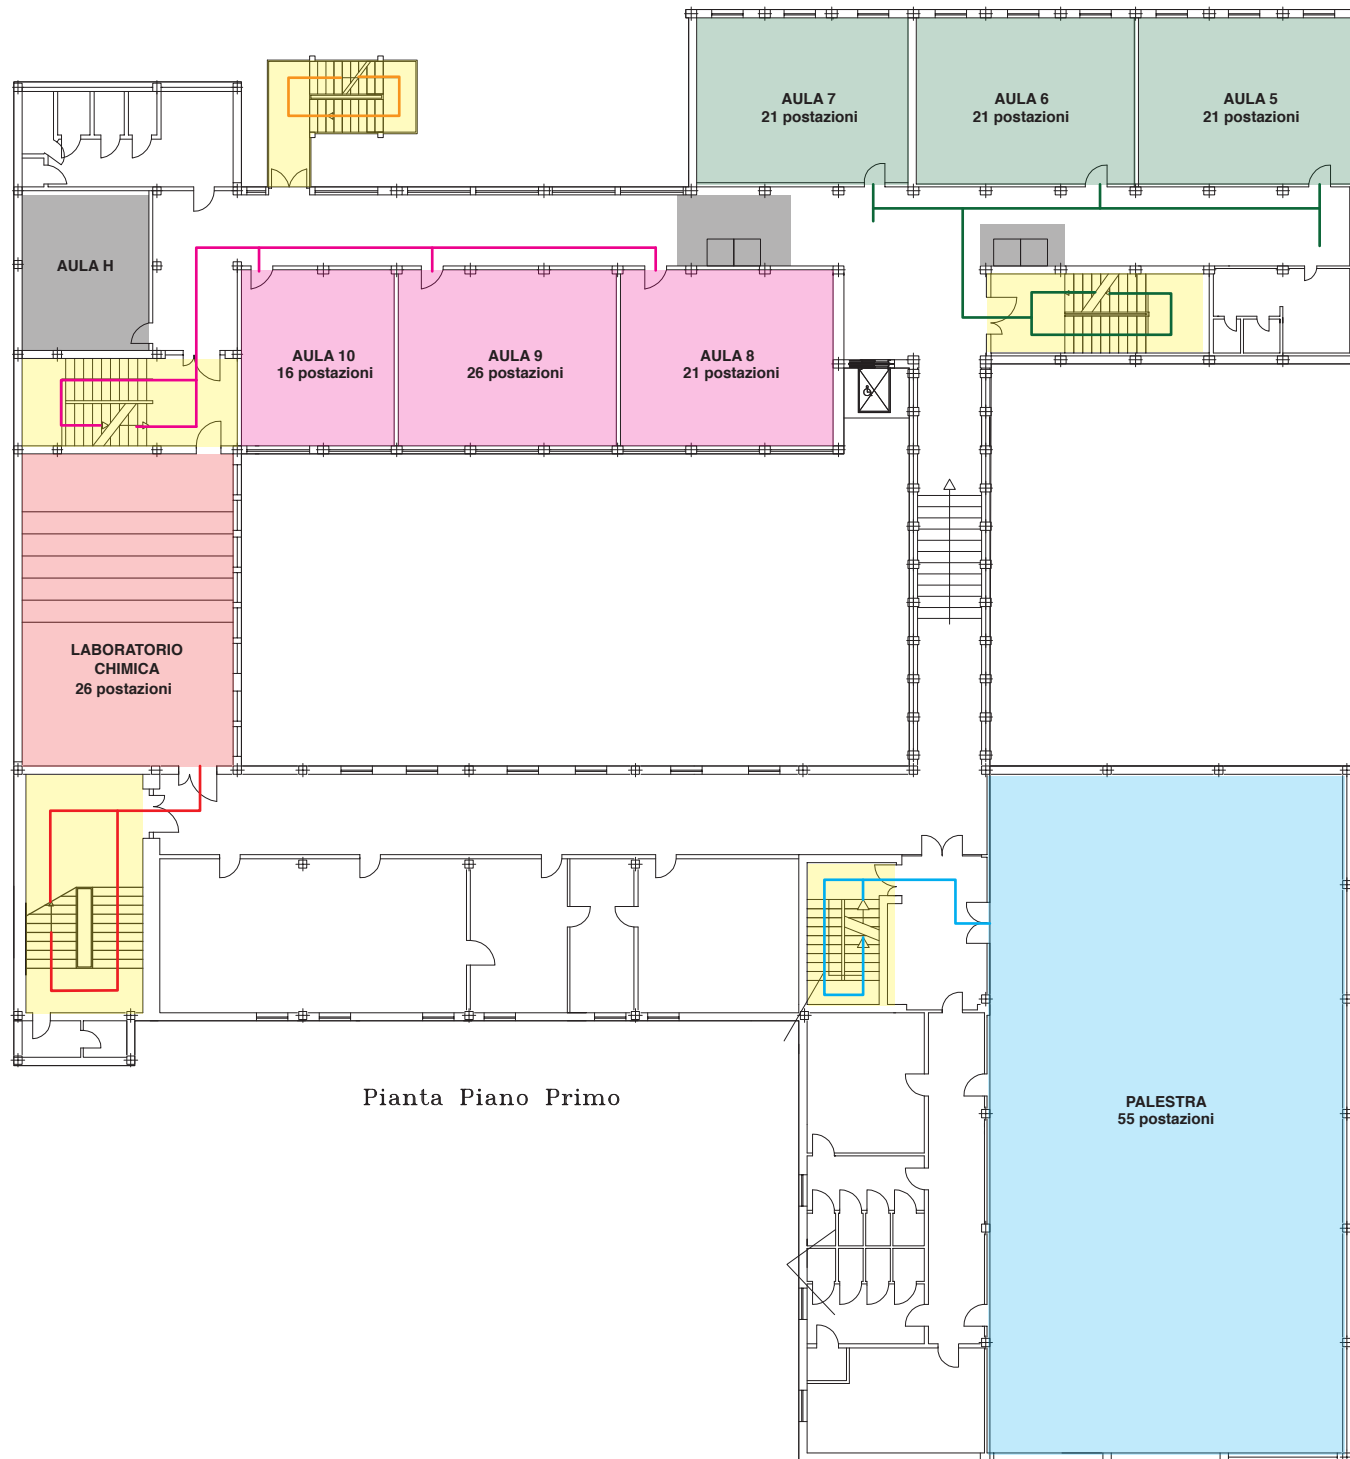 AULA 7
21 postazioni
AULA 6
21 postazioni
AULA 5
21 postazioni
AULA H
AULA 10
16 postazioni
AULA 9
26 postazioni
AULA 8
21 postazioni
LABORATORIO
CHIMICA
26 postazioni
Pianta Piano Primo
PALESTRA
55 postazioni